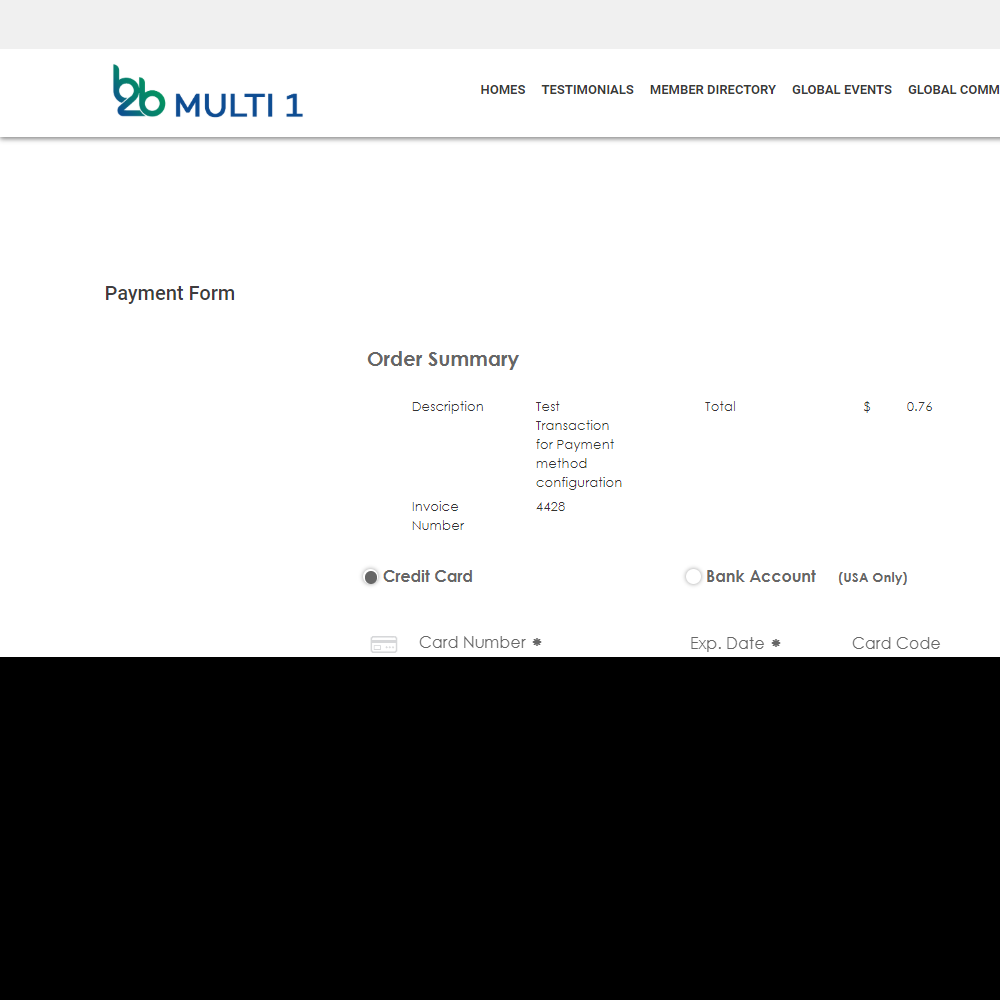 b2b MULTI 1
HOMES TESTIMONIALS MEMBER DIRECTORY GLOBAL EVENTS GLOBAL COMM
Payment Form
Order Summary
Description Test Total $ 0.76
Transaction
for Payment
method
configuration
Invoice 4428
Number
Credit Card Bank Account (USA Only)
Card Number * Exp. Date * Card Code